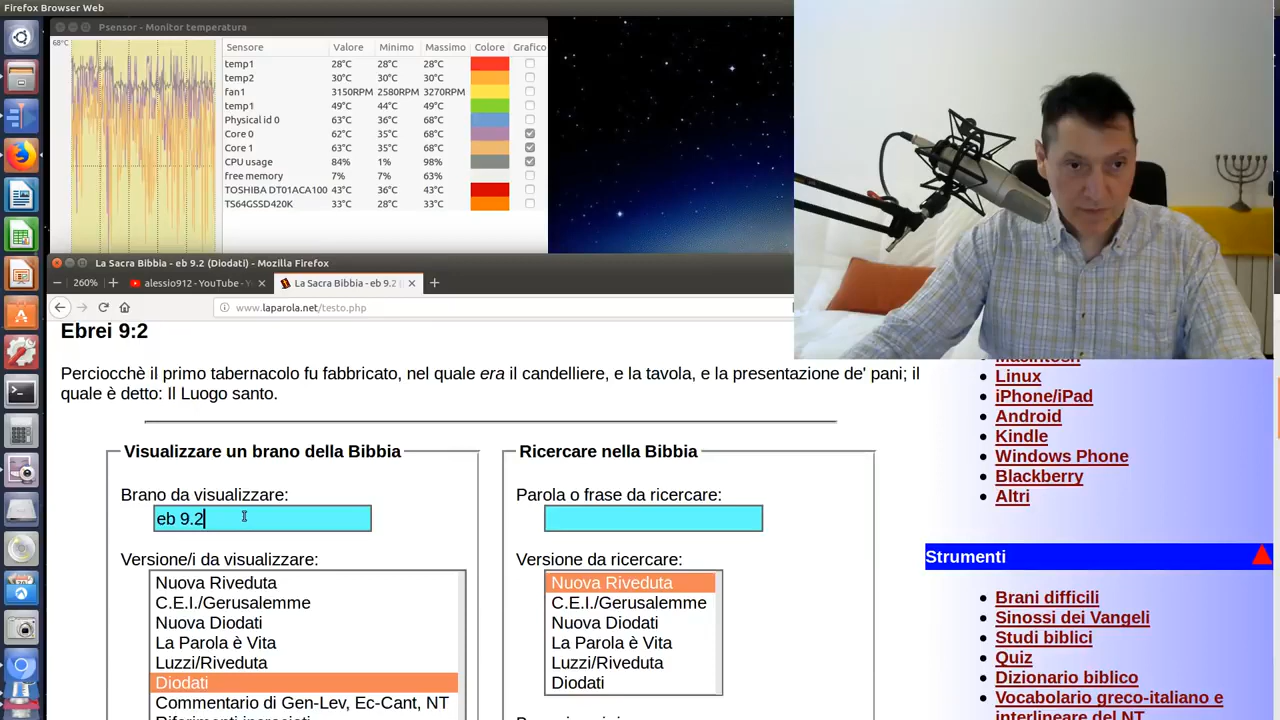 Firefox Browser Web
Psensor - Monitor temperatura
68°C
Sensore Valore Minimo Massimo Colore Grafico
temp1 28°C 28°C 28°C
temp2 30°C 30°C 30°C
fan1 3150RPM 2580RPM 3270RPM
temp1 49°C 44°C 49°C
Physical id 0 63°C 36°C 68°C
Core 0 62°C 35°C 68°C
Core 1 63°C 35°C 68°C
CPU usage 84% 1% 98%
free memory 7% 7% 63%
TOSHIBA DT01ACA100 43°C 36°C 43°C
TS64GSSD420K 33°C 28°C 33°C
La Sacra Bibbia - eb 9.2 (Diodati) - Mozilla Firefox
260%
alessio912 - YouTube - Y
La Sacra Bibbia - eb 9.2 (
www.laparola.net/testo.php
Ebrei 9:2
Perciocchè il primo tabernacolo fu fabbricato, nel quale era il candelliere, e la tavola, e la presentazione de' pani; il
quale è detto: Il Luogo santo.
Visualizzare un brano della Bibbia
Brano da visualizzare:
eb 9.2
Versione/i da visualizzare:
Nuova Riveduta
C.E.I./Gerusalemme
Nuova Diodati
La Parola è Vita
Luzzi/Riveduta
Diodati
Commentario di Gen-Lev, Ec-Cant, NT
Riferimenti incrociati
Ricercare nella Bibbia
Parola o frase da ricercare:
Versione da ricercare:
Nuova Riveduta
C.E.I./Gerusalemme
Nuova Diodati
La Parola è Vita
Luzzi/Riveduta
Diodati
Macintosh
Linux
iPhone/iPad
Android
Kindle
Windows Phone
Blackberry
Altri
Strumenti
Brani difficili
Sinossi dei Vangeli
Studi biblici
Quiz
Dizionario biblico
Vocabolario greco-italiano e
interlineare del NT